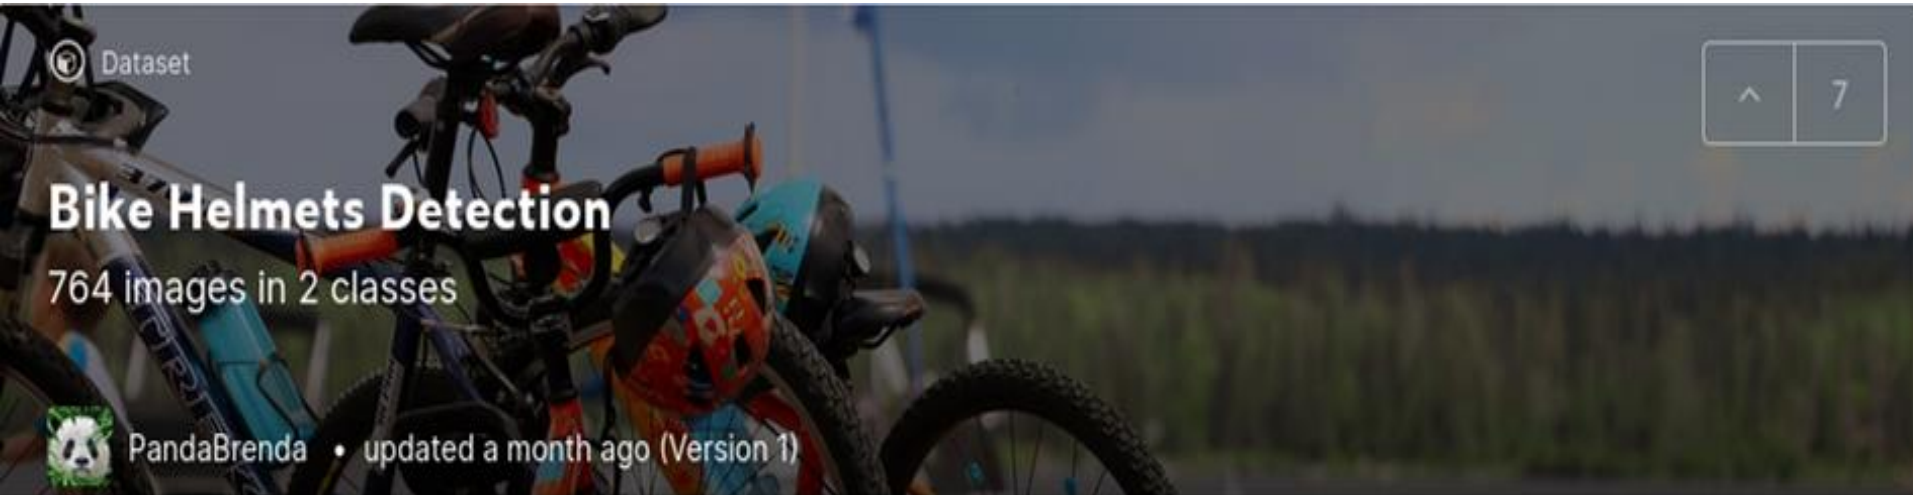 Dataset
7
Bike Helmets Detection
764 images in 2 classes
PandaBrenda • updated a month ago (Version 1)